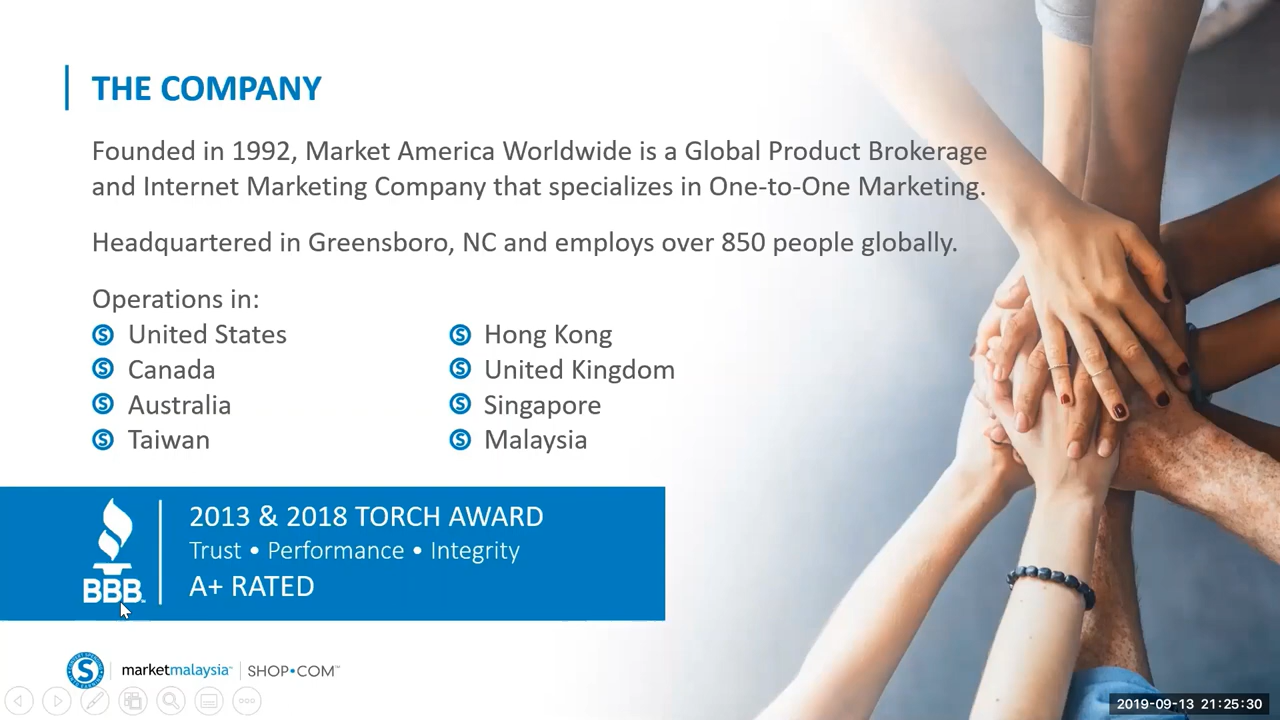 THE COMPANY
Founded in 1992, Market America Worldwide is a Global Product Brokerage
and Internet Marketing Company that specializes in One-to-One Marketing.
Headquartered in Greensboro, NC and employs over 850 people globally.
Operations in:
United States
Canada
Australia
Taiwan
Hong Kong
United Kingdom
Singapore
Malaysia
BBB
2013 & 2018 TORCH AWARD
Trust • Performance • Integrity
A+ RATED
marketmalaysia™ | SHOP•COM™
2019-09-13 21:25:30